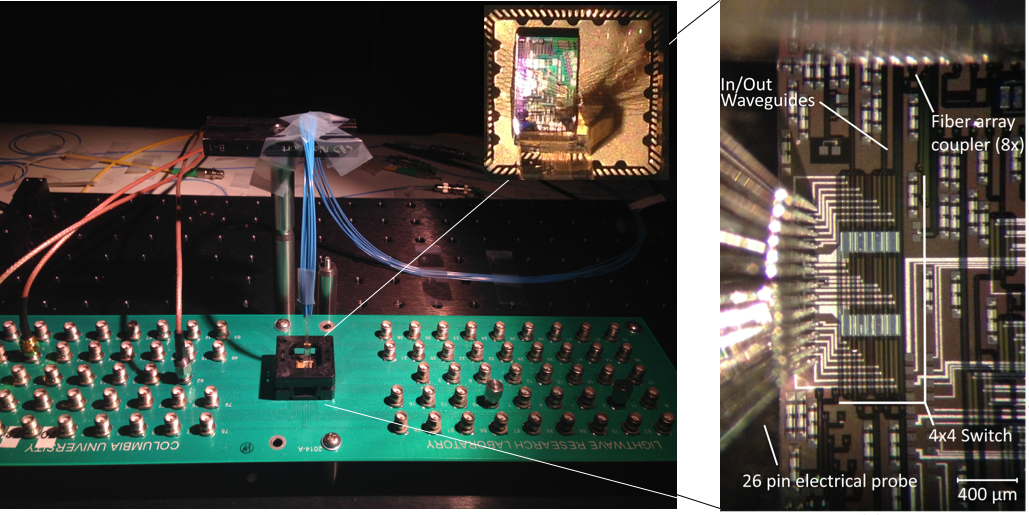 COLUMBIA UNIVERSITY
2014-A
LIGHTWAVE RESEARCH LABORATORY
In/Out
Waveguides
Fiber array
coupler (8x)
4x4 Switch
26 pin electrical probe
400 µm